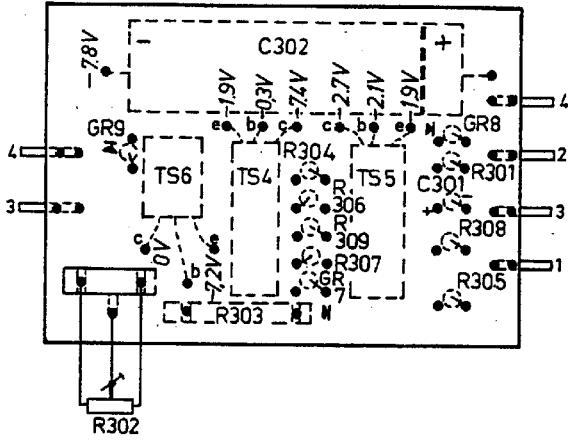 C302
- +
-7,8V
1,9V 0,3V 7,4V 2,7V 2,1V 1,9V
4
e b c c b e
GR9
GR8
4
TS6
TS4
R304
TS5
R301
2
C301
R
306
3
+ -
3
R
309
R308
c
0V
e
R307
1
b
-7,2V
GR
7
R305
R303
R302